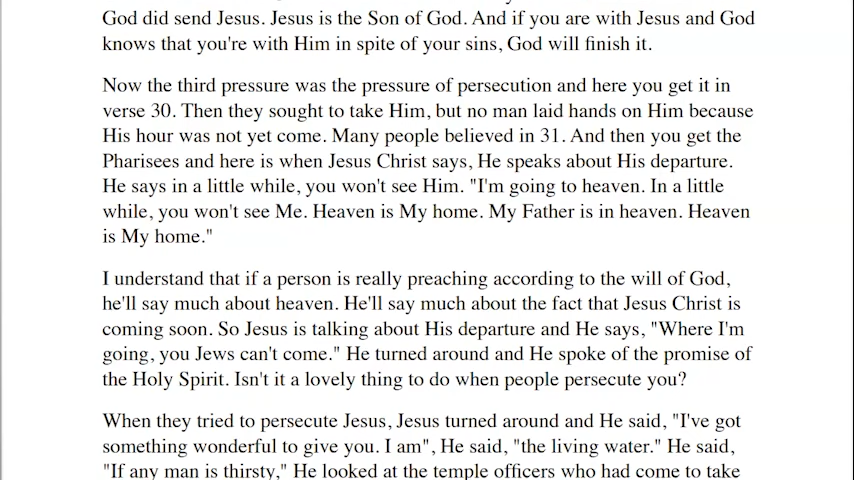 God did send Jesus. Jesus is the Son of God. And if you are with Jesus and God
knows that you're with Him in spite of your sins, God will finish it.
Now the third pressure was the pressure of persecution and here you get it in
verse 30. Then they sought to take Him, but no man laid hands on Him because
His hour was not yet come. Many people believed in 31. And then you get the
Pharisees and here is when Jesus Christ says, He speaks about His departure.
He says in a little while, you won't see Him. "I'm going to heaven. In a little
while, you won't see Me. Heaven is My home. My Father is in heaven. Heaven
is My home."
I understand that if a person is really preaching according to the will of God,
he'll say much about heaven. He'll say much about the fact that Jesus Christ is
coming soon. So Jesus is talking about His departure and He says, "Where I'm
going, you Jews can't come." He turned around and He spoke of the promise of
the Holy Spirit. Isn't it a lovely thing to do when people persecute you?
When they tried to persecute Jesus, Jesus turned around and He said, "I've got
something wonderful to give you. I am", He said, "the living water." He said,
"If any man is thirsty," He looked at the temple officers who had come to take